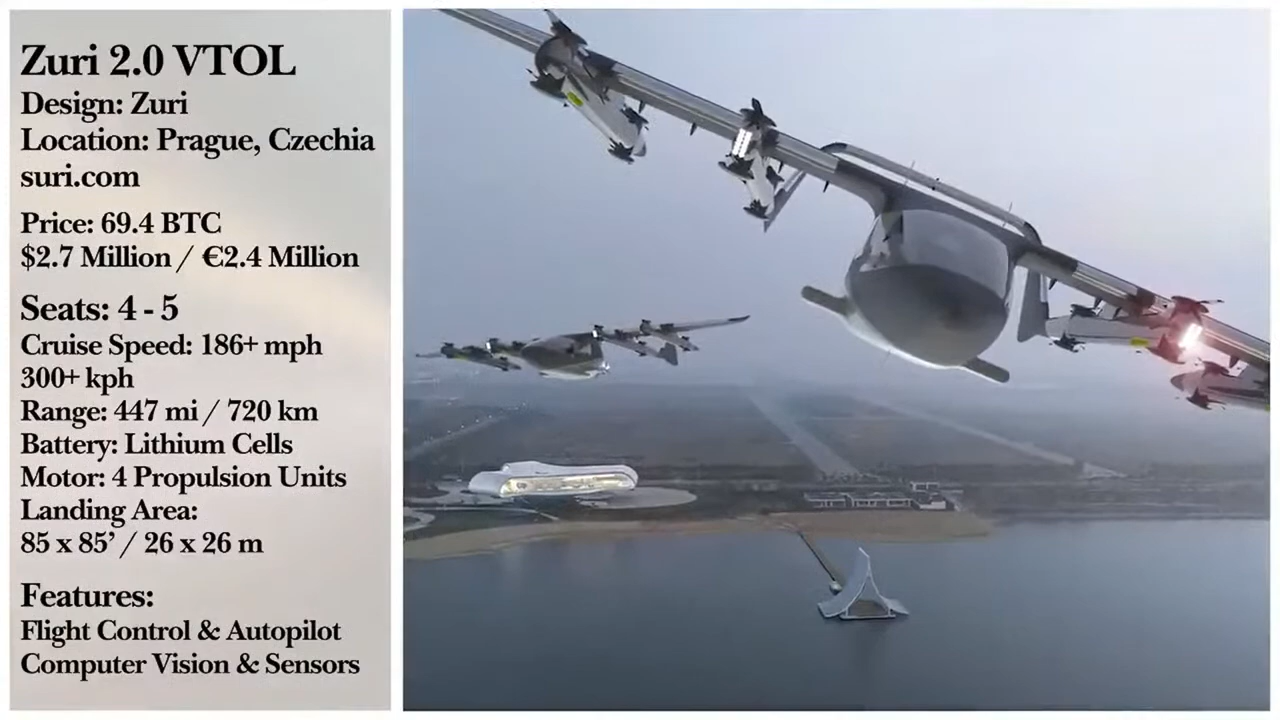 Zuri 2.0 VTOL
Design: Zuri
Location: Prague, Czechia
suri.com
Price: 69.4 BTC
$2.7 Million / €2.4 Million
Seats: 4 - 5
Cruise Speed: 186+ mph
300+ kph
Range: 447 mi / 720 km
Battery: Lithium Cells
Motor: 4 Propulsion Units
Landing Area:
85 x 85’ / 26 x 26 m
Features:
Flight Control & Autopilot
Computer Vision & Sensors